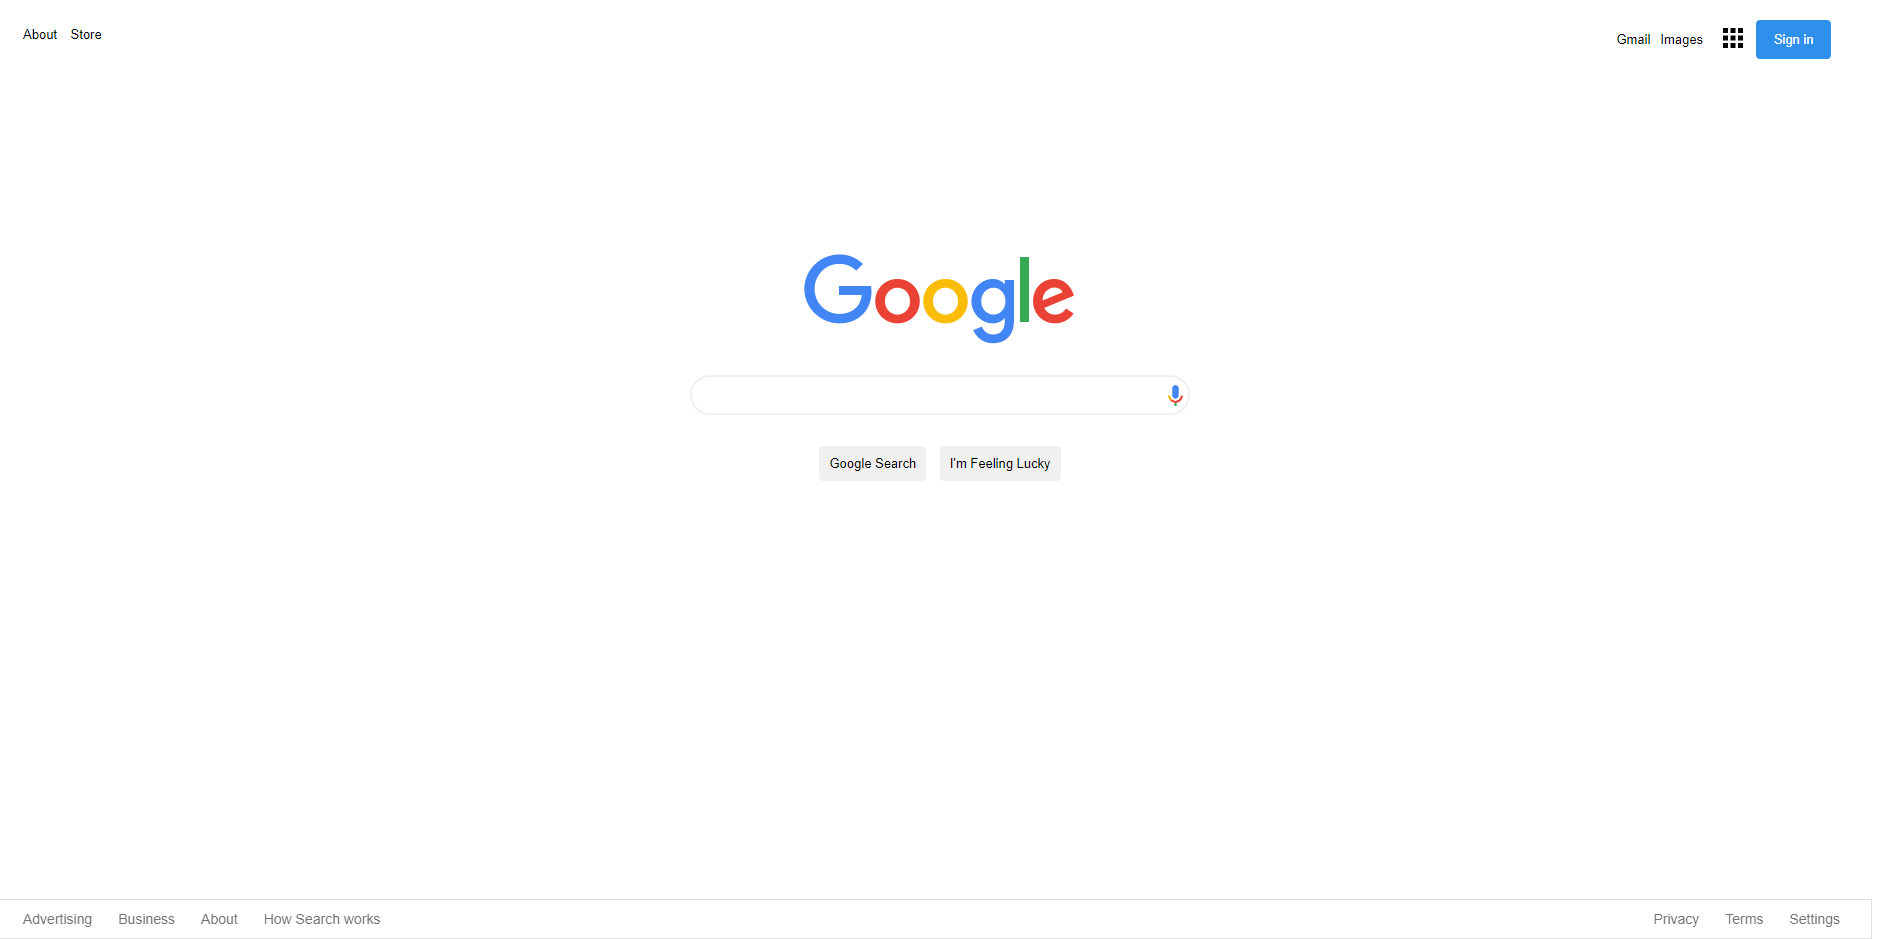 About Store
Gmail Images Sign in
Google
Google Search I'm Feeling Lucky
Advertising Business About How Search works Privacy Terms Settings